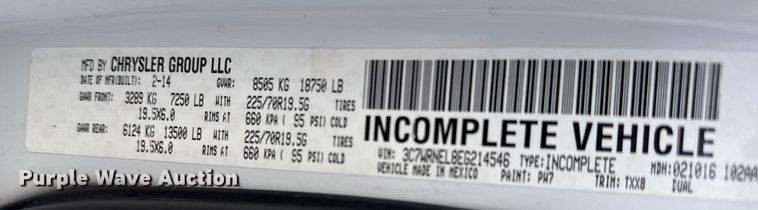 MFD BY CHRYSLER GROUP LLC
DATE OF MFR(BUILT): 2-14 GVWR: 8505 KG 18750 LB
GAWR FRONT: 3289 KG 7250 LB WITH 225/70R19.5G TIRES
19.5X6.0 RIMS AT 660 KPA ( 95 PSI) COLD
GAWR REAR: 6124 KG 13500 LB WITH 225/70R19.5G TIRES
19.5X6.0 RIMS AT 660 KPA ( 95 PSI) COLD
INCOMPLETE VEHICLE
VIN: 3C7WRNEL8EG214546 TYPE: INCOMPLETE MDH: 021016 102AA
VEHICLE MADE IN MEXICO PAINT: PW7 TRIM: TXX8 DUAL
Purple Wave Auction